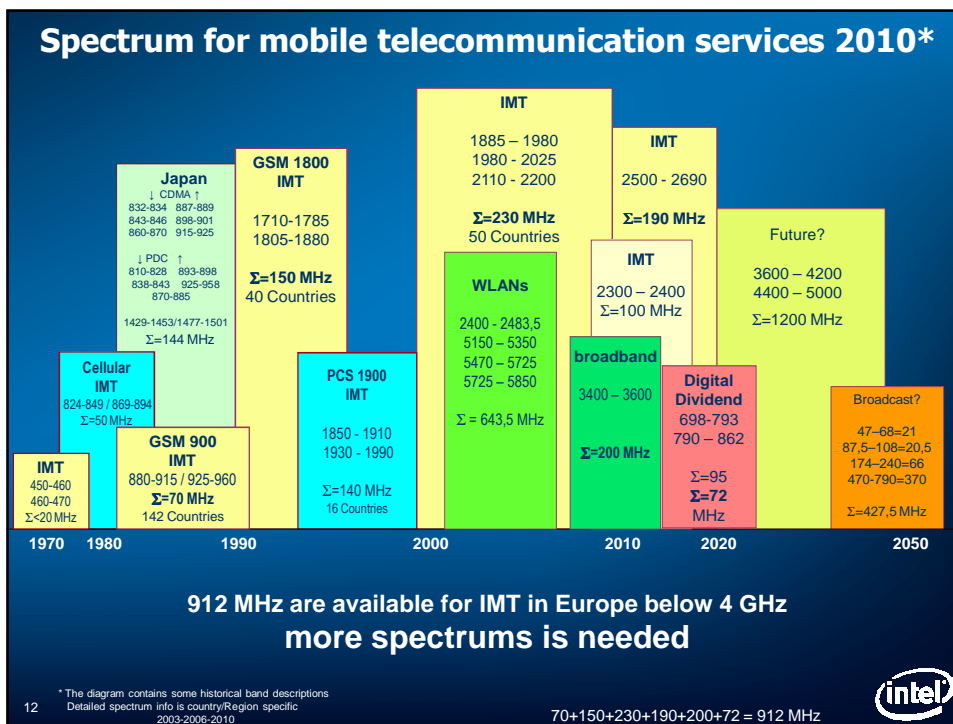 Spectrum for mobile telecommunication services 2010*
IMT
450-460
460-470
Σ<20 MHz
Cellular
IMT
824-849 / 869-894
Σ=50 MHz
Japan
↓ CDMA ↑
832-834 887-889
843-846 898-901
860-870 915-925
↓ PDC ↑
810-828 893-898
838-843 925-958
870-885
1429-1453/1477-1501
Σ=144 MHz
GSM 900
IMT
880-915 / 925-960
Σ=70 MHz
142 Countries
GSM 1800
IMT
1710-1785
1805-1880
Σ=150 MHz
40 Countries
PCS 1900
IMT
1850 - 1910
1930 - 1990
Σ=140 MHz
16 Countries
IMT
1885 – 1980
1980 - 2025
2110 - 2200
Σ=230 MHz
50 Countries
WLANs
2400 - 2483,5
5150 – 5350
5470 – 5725
5725 – 5850
Σ = 643,5 MHz
IMT
2500 - 2690
Σ=190 MHz
IMT
2300 – 2400
Σ=100 MHz
broadband
3400 – 3600
Σ=200 MHz
Digital
Dividend
698-793
790 – 862
Σ=95
Σ=72
MHz
Future?
3600 – 4200
4400 – 5000
Σ=1200 MHz
Broadcast?
47–68=21
87,5–108=20,5
174–240=66
470-790=370
Σ=427,5 MHz
1970 1980 1990 2000 2010 2020 2050
912 MHz are available for IMT in Europe below 4 GHz
more spectrums is needed
* The diagram contains some historical band descriptions
Detailed spectrum info is country/Region specific
2003-2006-2010
12
70+150+230+190+200+72 = 912 MHz
intel